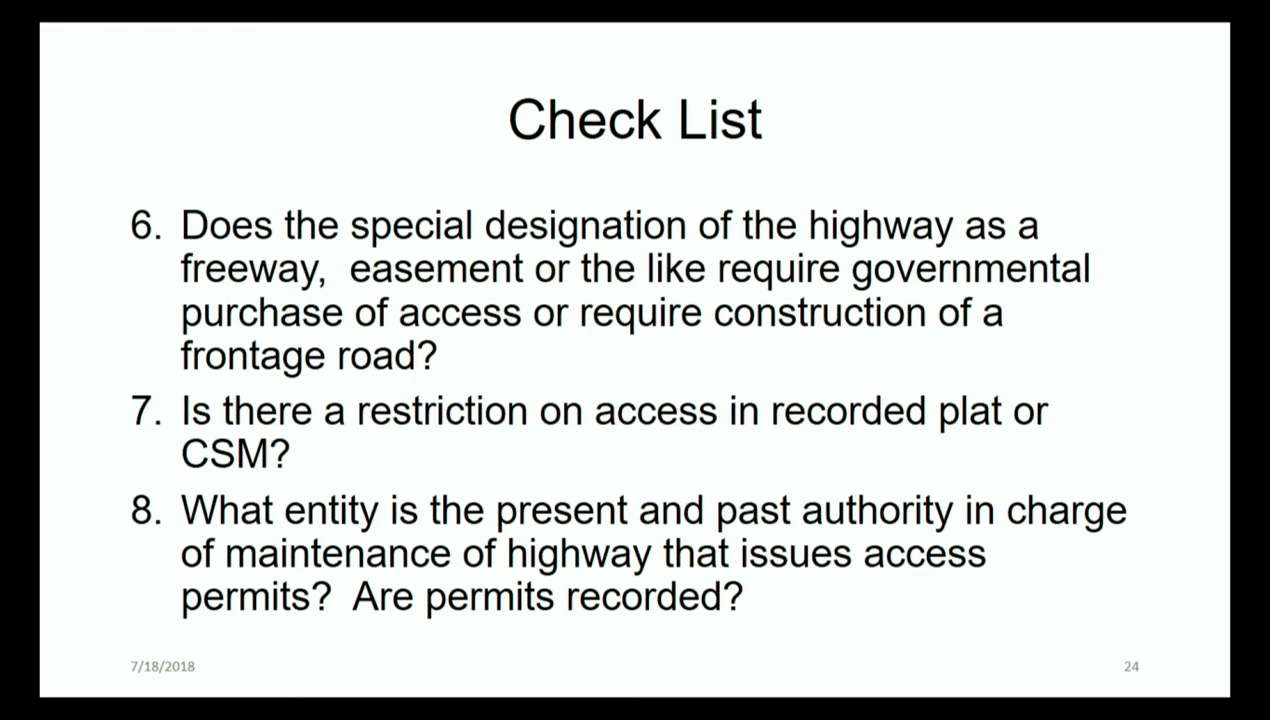 Check List
6. Does the special designation of the highway as a
freeway,  easement or the like require governmental
purchase of access or require construction of a
frontage road?
7. Is there a restriction on access in recorded plat or
CSM?
8. What entity is the present and past authority in charge
of maintenance of highway that issues access
permits?  Are permits recorded?
7/18/2018
24